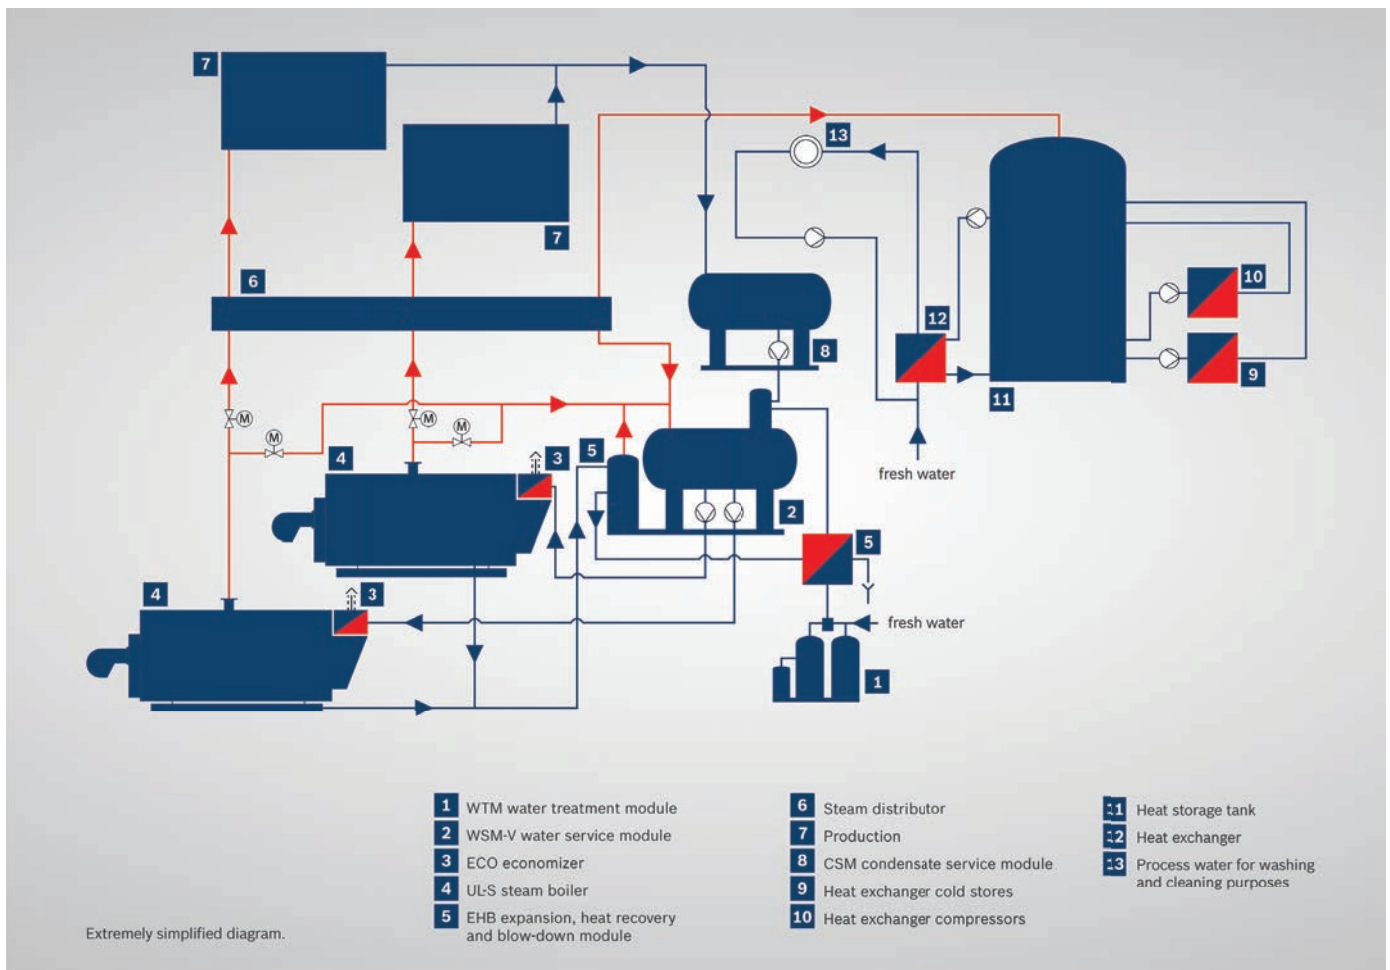 7
13
7
6
10
12
8
9
11
M
M
M
M
5
3
4
fresh water
2
5
3
4
fresh water
1
1 WTM water treatment module
2 WSM-V water service module
3 ECO economizer
4 UL-S steam boiler
5 EHB expansion, heat recovery
and blow-down module
6 Steam distributor
7 Production
8 CSM condensate service module
9 Heat exchanger cold stores
10 Heat exchanger compressors
11 Heat storage tank
12 Heat exchanger
13 Process water for washing
and cleaning purposes
Extremely simplified diagram.